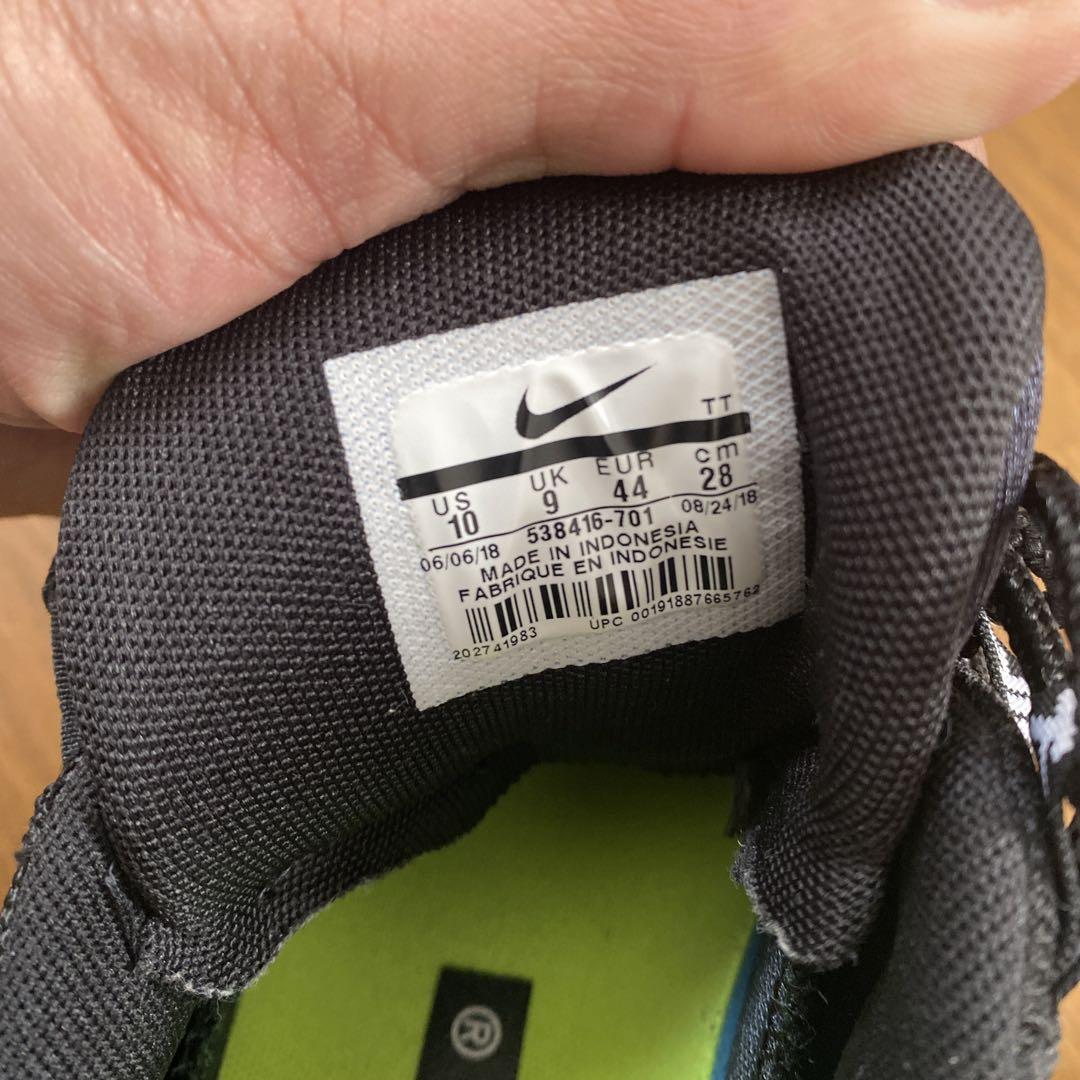 TT
US UK EUR cm
10 9 44 28
06/06/18 538416-701 08/24/18
MADE IN INDONESIA
FABRIQUE EN INDONESIE
202741983 UPC 00191887665762
®